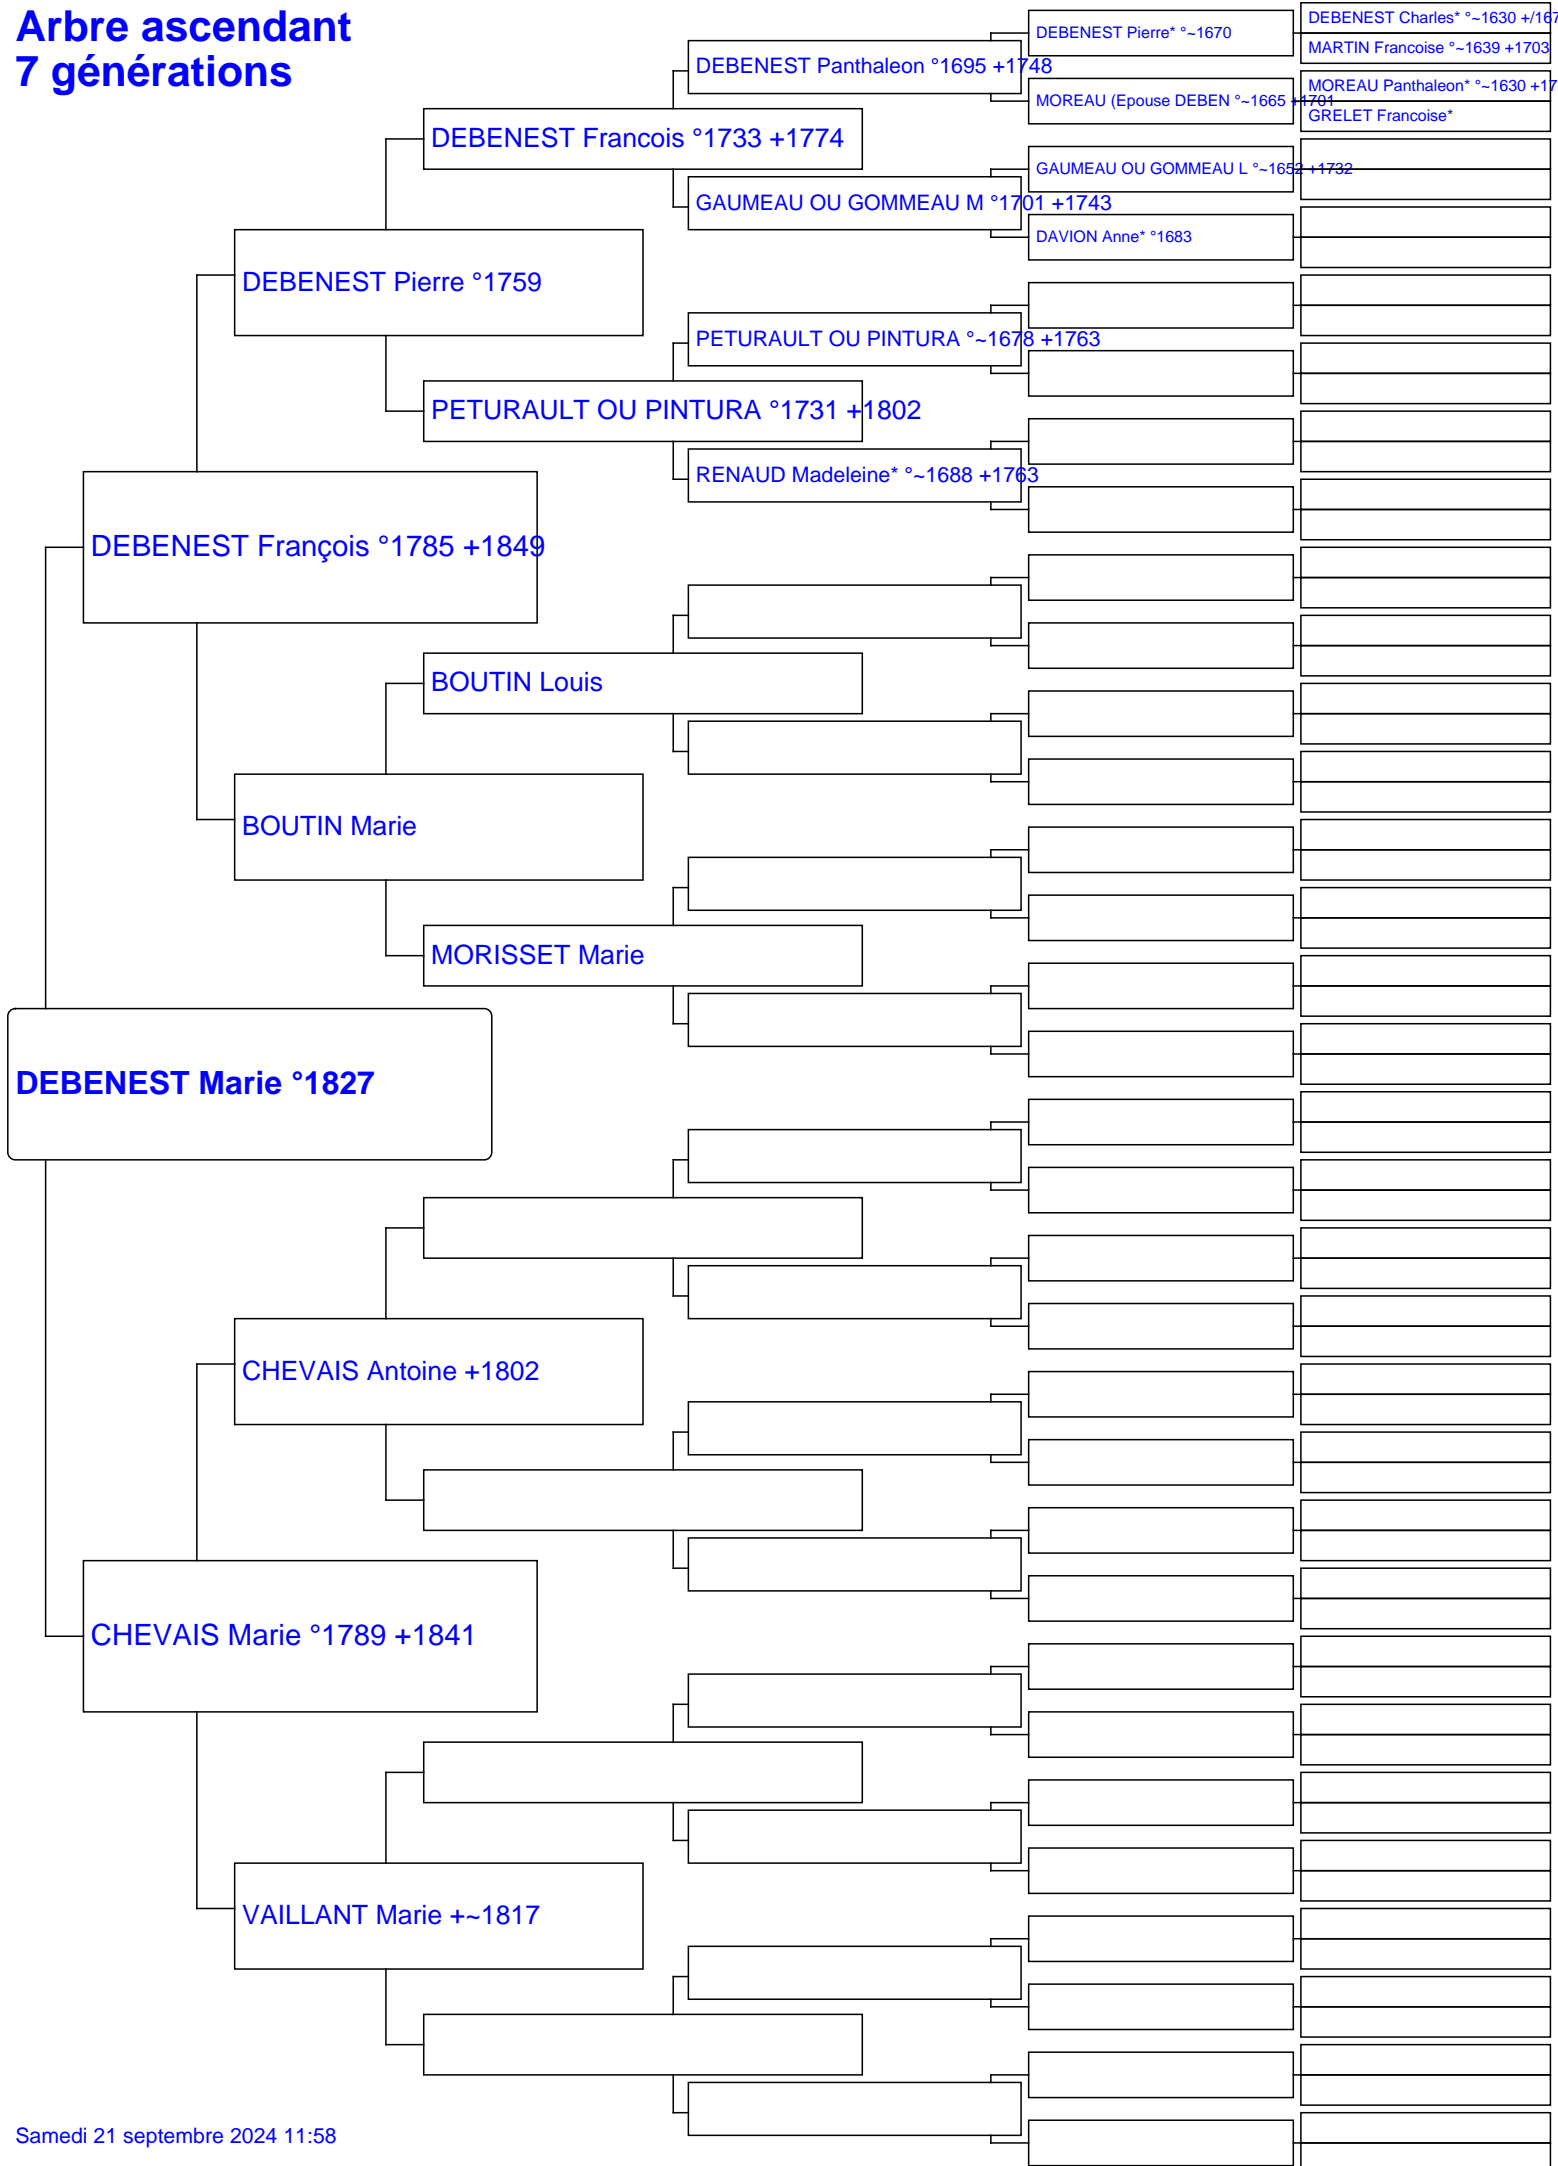 Arbre ascendant
7 générations
DEBENEST Charles* °~1630 +/167
DEBENEST Pierre* °~1670
MARTIN Francoise °~1639 +1703
DEBENEST Panthaleon °1695 +1748
MOREAU Panthaleon* °~1630 +17
MOREAU (Epouse DEBEN °~1665 +1701
GRELET Francoise*
DEBENEST Francois °1733 +1774
GAUMEAU OU GOMMEAU L °~1652 +1732
GAUMEAU OU GOMMEAU M °1701 +1743
DAVION Anne* °1683
DEBENEST Pierre °1759
PETURAULT OU PINTURA °~1678 +1763
PETURAULT OU PINTURA °1731 +1802
RENAUD Madeleine* °~1688 +1763
DEBENEST François °1785 +1849
BOUTIN Louis
BOUTIN Marie
MORISSET Marie
DEBENEST Marie °1827
CHEVAIS Antoine +1802
CHEVAIS Marie °1789 +1841
VAILLANT Marie +~1817
Samedi 21 septembre 2024 11:58